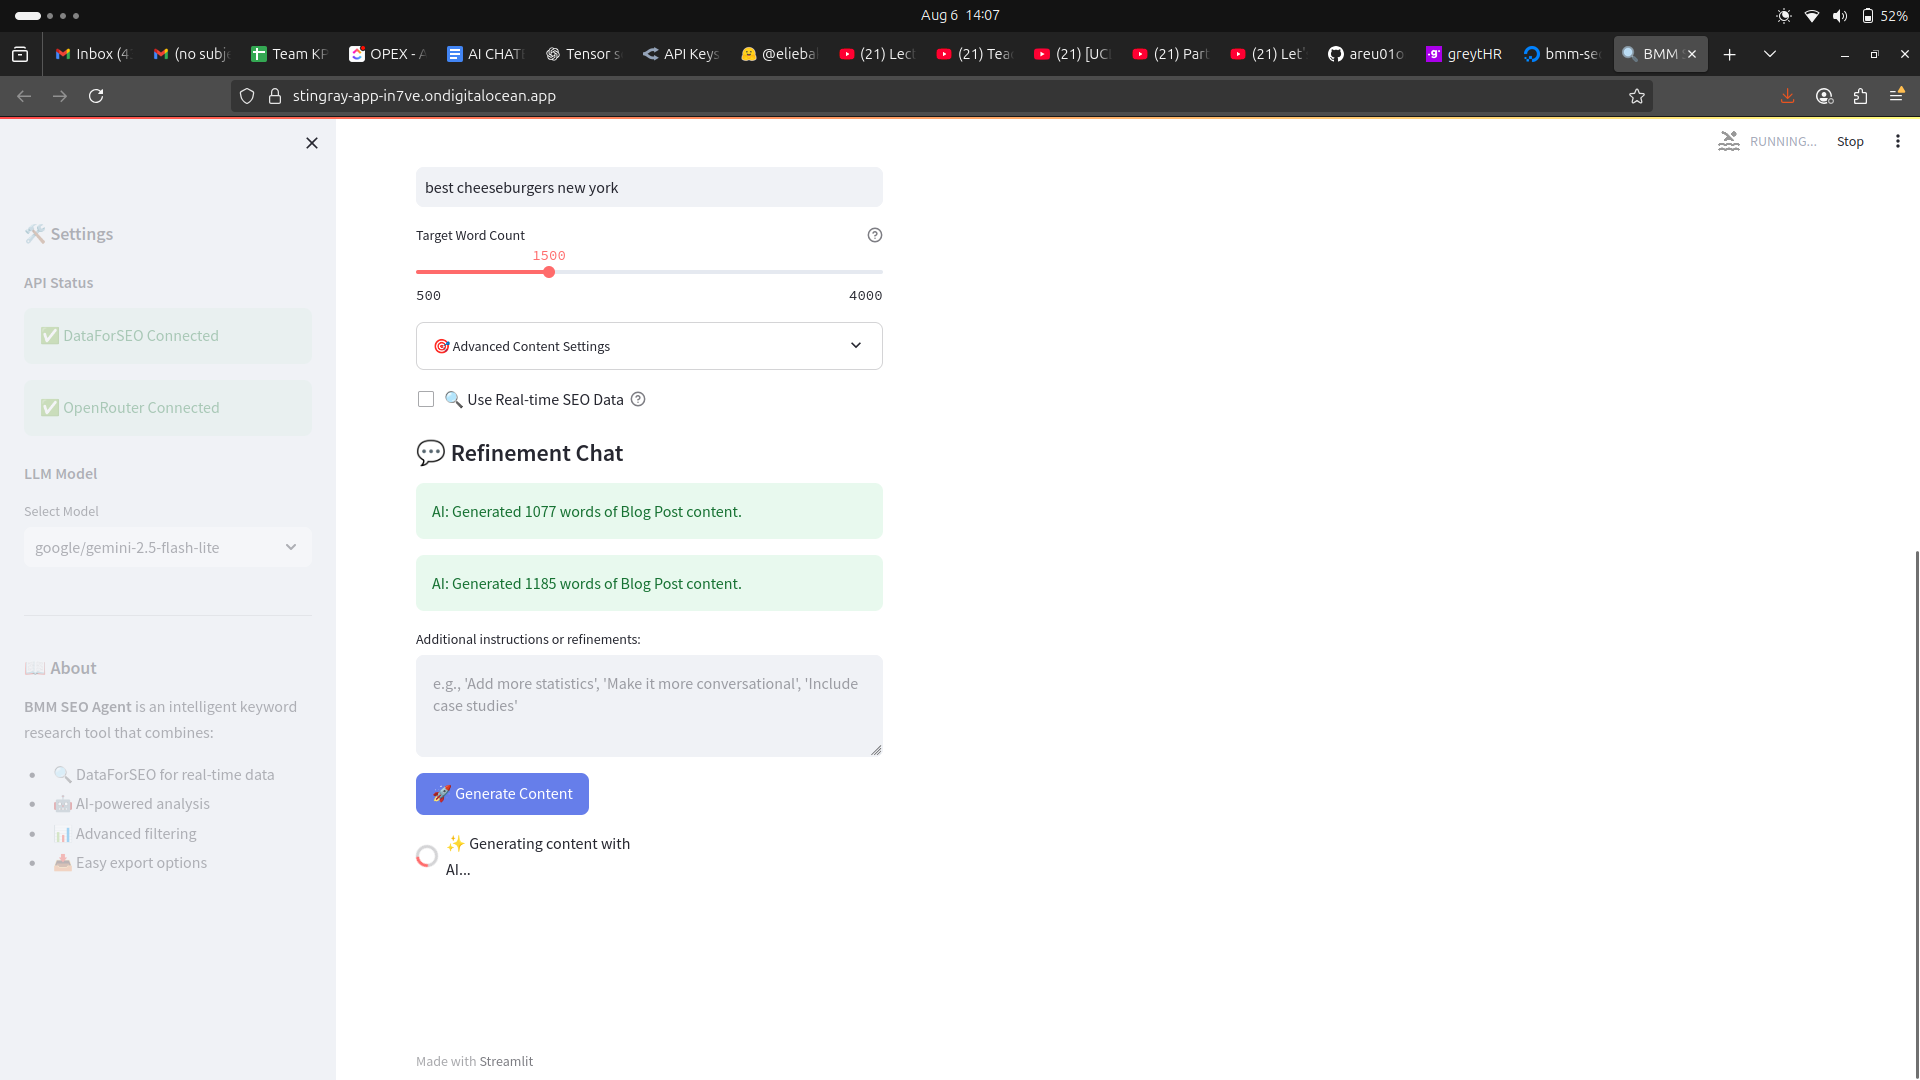 Aug 6 14:07
52%
Inbox (4
(no subj
Team KP
OPEX - A
AI CHAT
Tensor s
API Keys
@elieba
(21) Lect
(21) Tea
(21) [UC
(21) Part
(21) Let'
areu01o
greytHR
bmm-se
BMM
stingray-app-in7ve.ondigitalocean.app
RUNNING...
Stop
🛠️ Settings
API Status
✅ DataForSEO Connected
✅ OpenRouter Connected
LLM Model
Select Model
google/gemini-2.5-flash-lite
📖 About
BMM SEO Agent is an intelligent keyword
research tool that combines:
• 🔍 DataForSEO for real-time data
• 🤖 AI-powered analysis
• 📊 Advanced filtering
• 📥 Easy export options
best cheeseburgers new york
Target Word Count
1500
500
4000
🎯 Advanced Content Settings
🔍 Use Real-time SEO Data
💬 Refinement Chat
AI: Generated 1077 words of Blog Post content.
AI: Generated 1185 words of Blog Post content.
Additional instructions or refinements:
e.g., 'Add more statistics', 'Make it more conversational', 'Include
case studies'
🚀 Generate Content
✨ Generating content with
AI...
Made with Streamlit